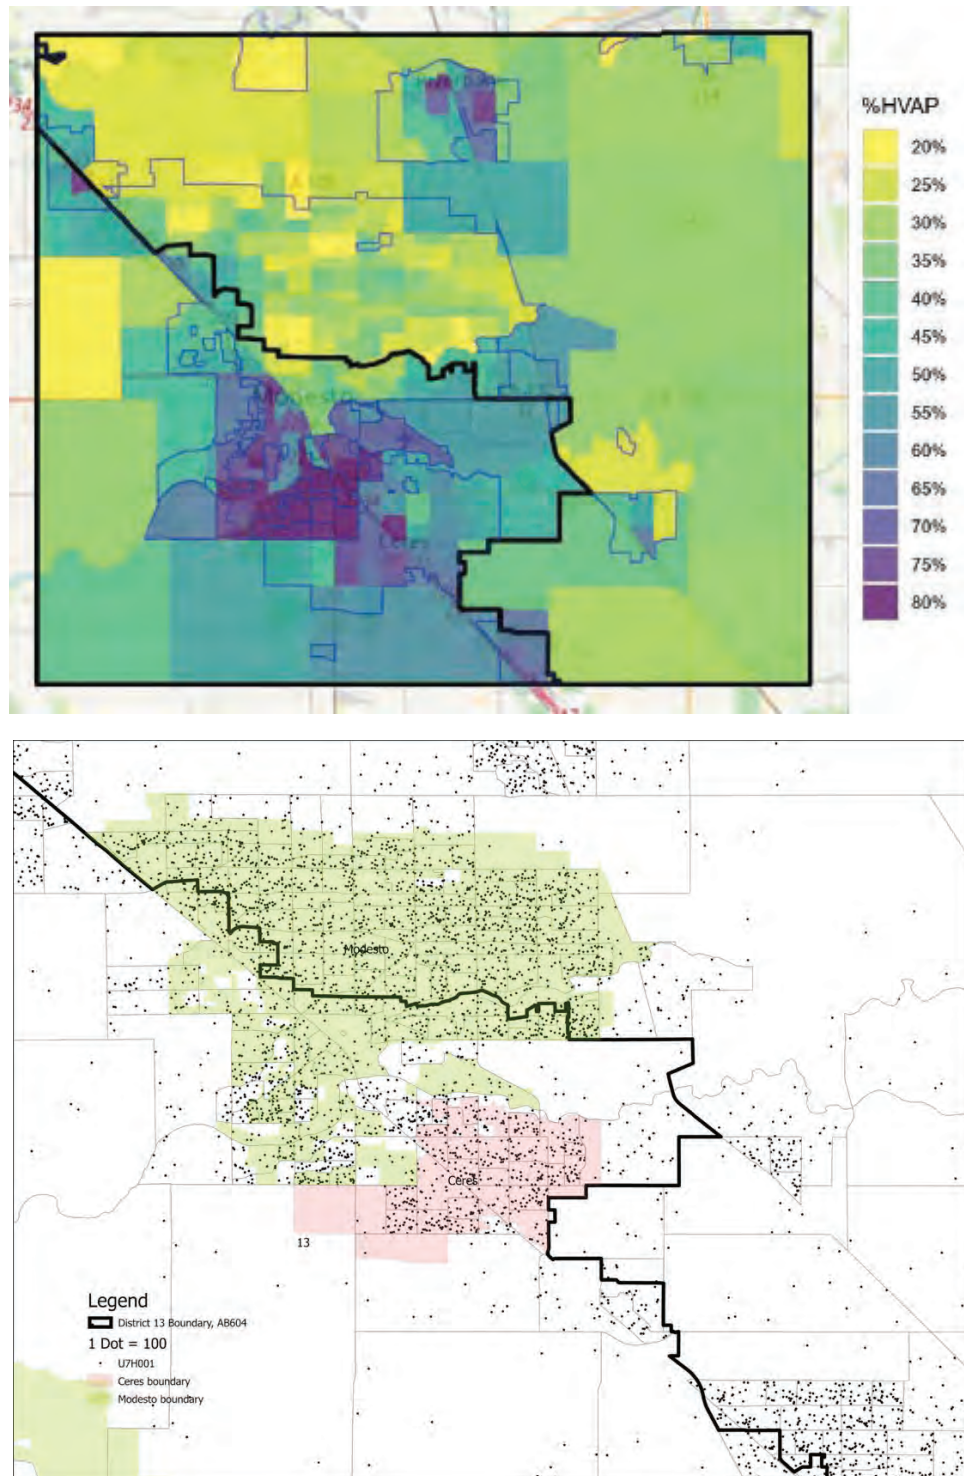 %HVAP
20%
25%
30%
35%
40%
45%
50%
55%
60%
65%
70%
75%
80%
Modesto
Ceres
Modesto
Ceres
13
Legend
District 13 Boundary, AB604
1 Dot = 100
U7H001
Ceres boundary
Modesto boundary